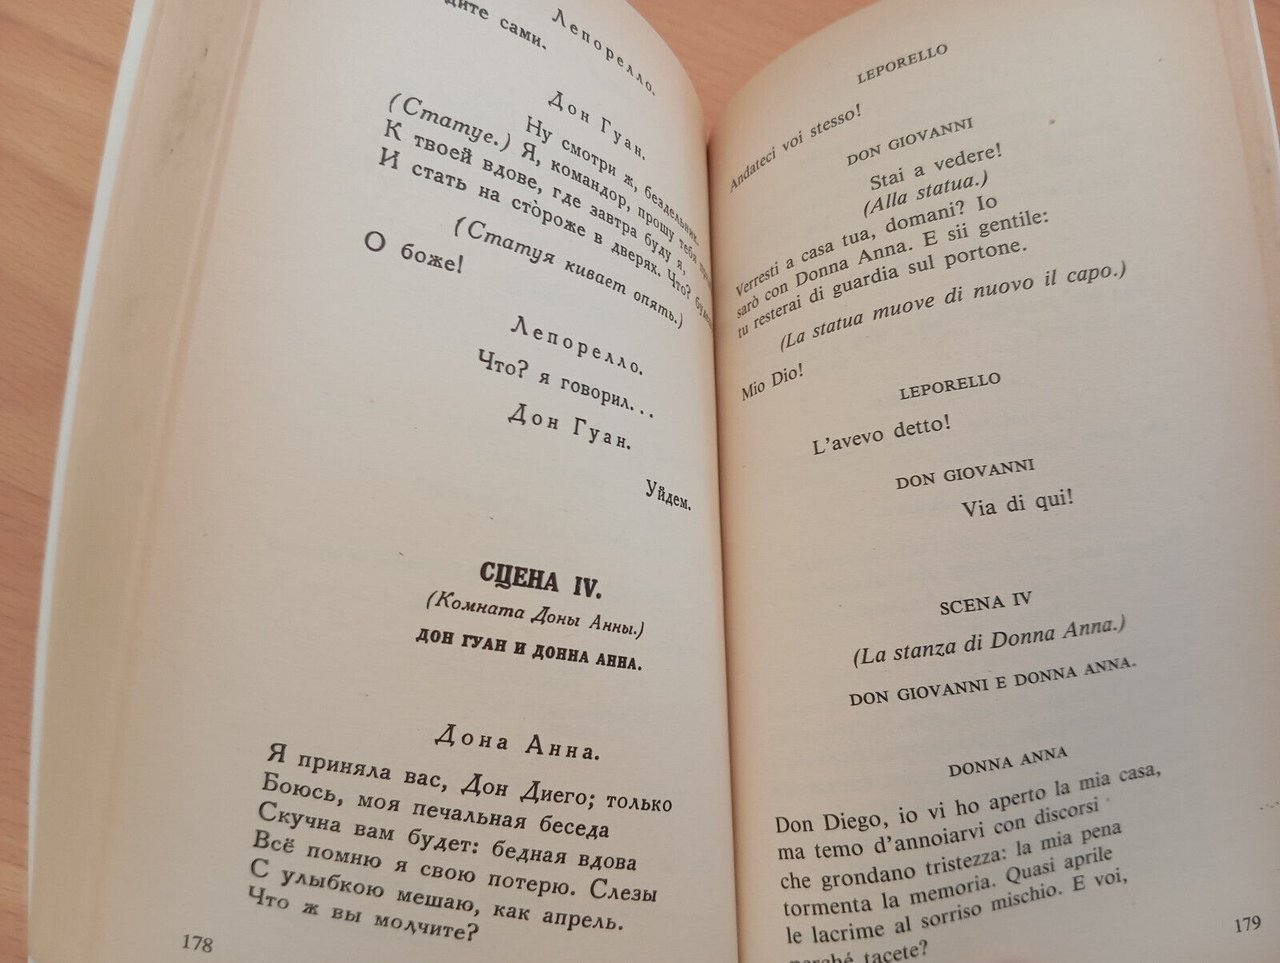 Лепорелло.
дите сами.
Дон Гуан.
Ну смотри ж, бездельник.
(Статуе.) Я, командор, прошу тебя
К твоей вдове, где завтра буду я,
И стать на стороже в дверях. Что?
(Статуя кивает опять.)
О боже!
Лепорелло.
Что? я говорил...
Дон Гуан.
Уйдем.
СЦЕНА IV.
(Комната Доны Анны.)
ДОН ГУАН И ДОННА АННА.
Дона Анна.
Я приняла вас, Дон Диего; только
Боюсь, моя печальная беседа
Скучна вам будет: бедная вдова
Всё помню я свою потерю. Слезы
С улыбкою мешаю, как апрель.
Что ж вы молчите?
178
LEPORELLO
Andateci voi stesso!
DON GIOVANNI
Stai a vedere!
(Alla statua.)
Verresti a casa tua, domani? Io
sarò con Donna Anna. E sii gentile:
tu resterai di guardia sul portone.
(La statua muove di nuovo il capo.)
Mio Dio!
LEPORELLO
L'avevo detto!
DON GIOVANNI
Via di qui!
SCENA IV
(La stanza di Donna Anna.)
DON GIOVANNI E DONNA ANNA.
DONNA ANNA
Don Diego, io vi ho aperto la mia casa,
ma temo d'annoiarvi con discorsi
che grondano tristezza: la mia pena
tormenta la memoria. Quasi aprile
le lacrime al sorriso mischio. E voi,
perché tacete?
179